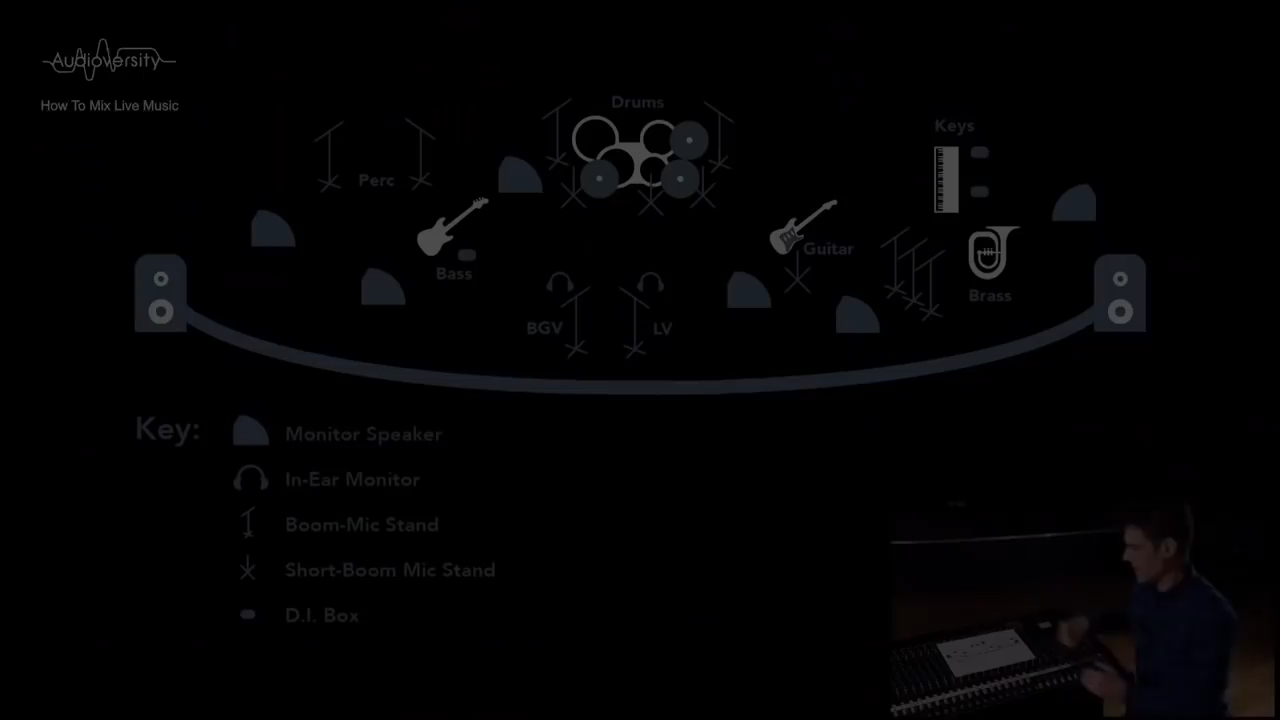 Audioversity
How To Mix Live Music
Drums
Keys
Perc
Guitar
Bass
Brass
BGV
LV
Key:
Monitor Speaker
In-Ear Monitor
Boom-Mic Stand
Short-Boom Mic Stand
D.I. Box